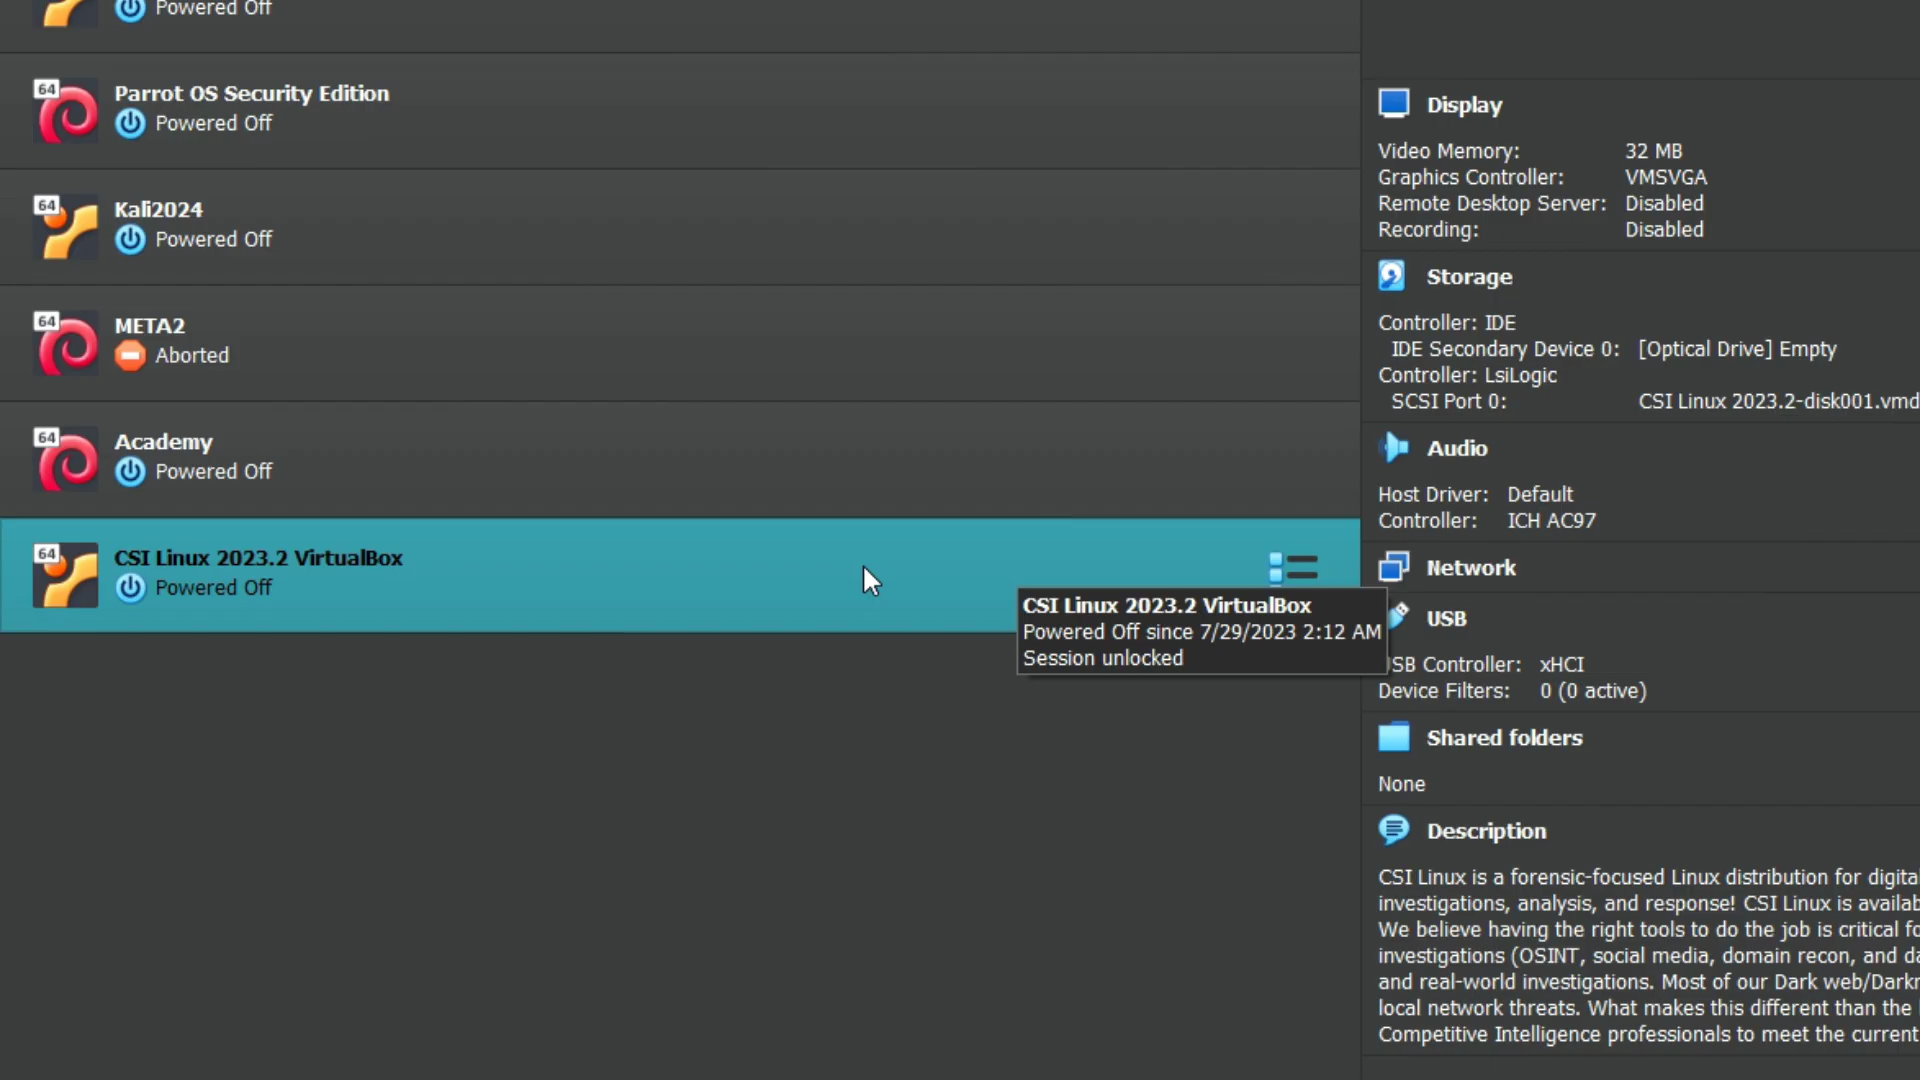 Powered Off
64
Parrot OS Security Edition
Powered Off
64
Kali2024
Powered Off
64
META2
Aborted
64
Academy
Powered Off
64
CSI Linux 2023.2 VirtualBox
Powered Off
CSI Linux 2023.2 VirtualBox
Powered Off since 7/29/2023 2:12 AM
Session unlocked
Display
Video Memory: 32 MB
Graphics Controller: VMSVGA
Remote Desktop Server: Disabled
Recording: Disabled
Storage
Controller: IDE
IDE Secondary Device 0: [Optical Drive] Empty
Controller: LsiLogic
SCSI Port 0: CSI Linux 2023.2-disk001.vmd
Audio
Host Driver: Default
Controller: ICH AC97
Network
USB
SB Controller: xHCI
Device Filters: 0 (0 active)
Shared folders
None
Description
CSI Linux is a forensic-focused Linux distribution for digita
investigations, analysis, and response! CSI Linux is availab
We believe having the right tools to do the job is critical fo
investigations (OSINT, social media, domain recon, and da
and real-world investigations. Most of our Dark web/Darkn
local network threats. What makes this different than the
Competitive Intelligence professionals to meet the current